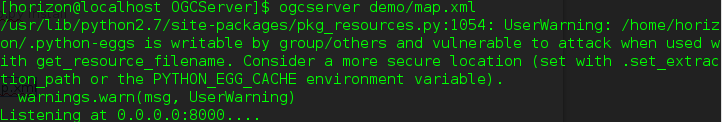 [horizon@localhost OGCServer]$ ogcserver demo/map.xml
/usr/lib/python2.7/site-packages/pkg_resources.py:1054: UserWarning: /home/horiz
on/.python-eggs is writable by group/others and vulnerable to attack when used w
ith get_resource_filename. Consider a more secure location (set with .set_extrac
tion_path or the PYTHON_EGG_CACHE environment variable).
  warnings.warn(msg, UserWarning)
Listening at 0.0.0.0:8000....